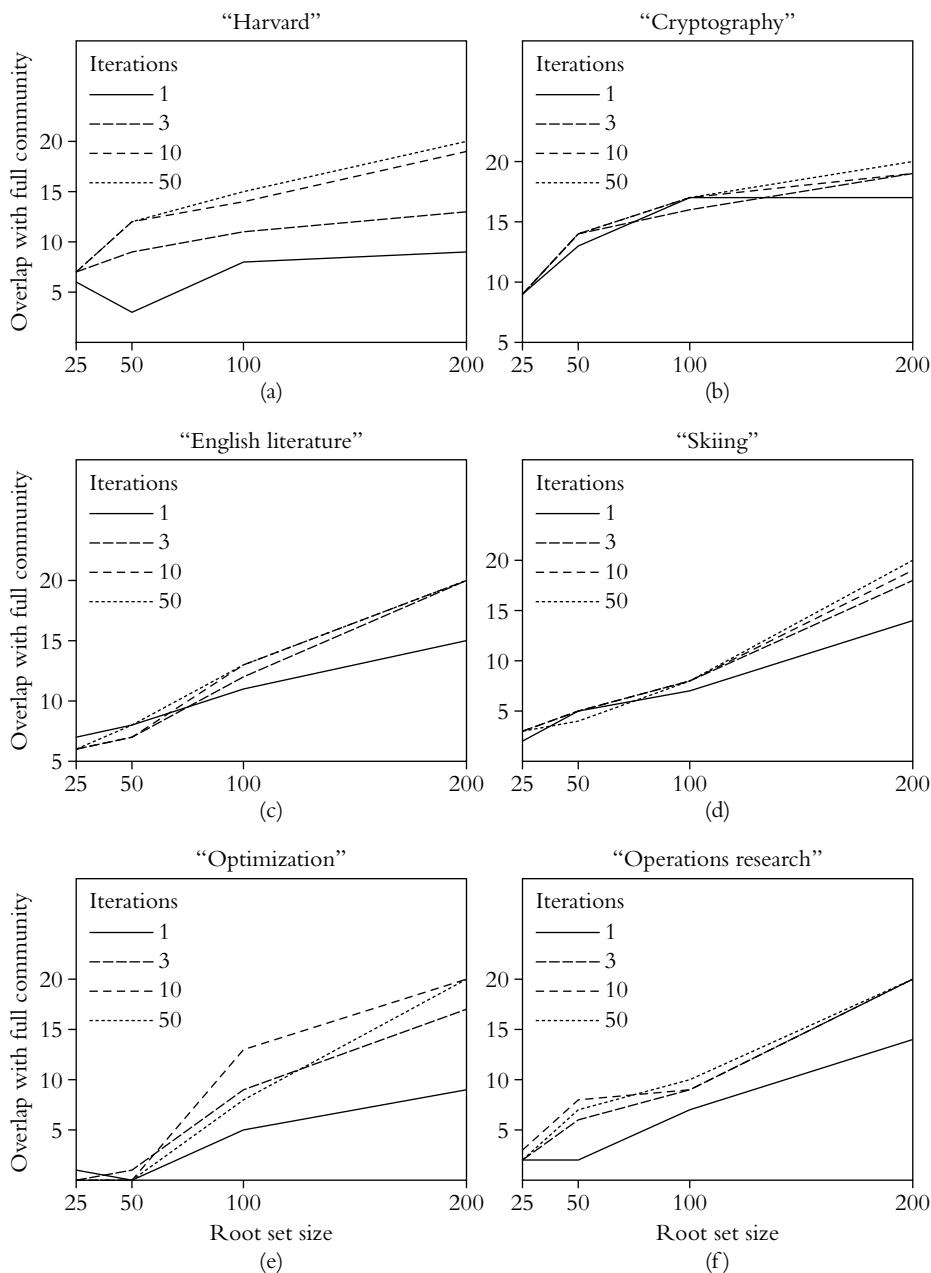 “Harvard”
Overlap with full community
Iterations
1
3
10
50
20
15
10
5
25 50 100 200
(a)
“Cryptography”
Iterations
1
3
10
50
20
15
10
5
25 50 100 200
(b)
“English literature”
Overlap with full community
Iterations
1
3
10
50
20
15
10
5
25 50 100 200
(c)
“Skiing”
Iterations
1
3
10
50
20
15
10
5
25 50 100 200
(d)
“Optimization”
Overlap with full community
Iterations
1
3
10
50
20
15
10
5
25 50 100 200
Root set size
(e)
“Operations research”
Iterations
1
3
10
50
20
15
10
5
25 50 100 200
Root set size
(f)